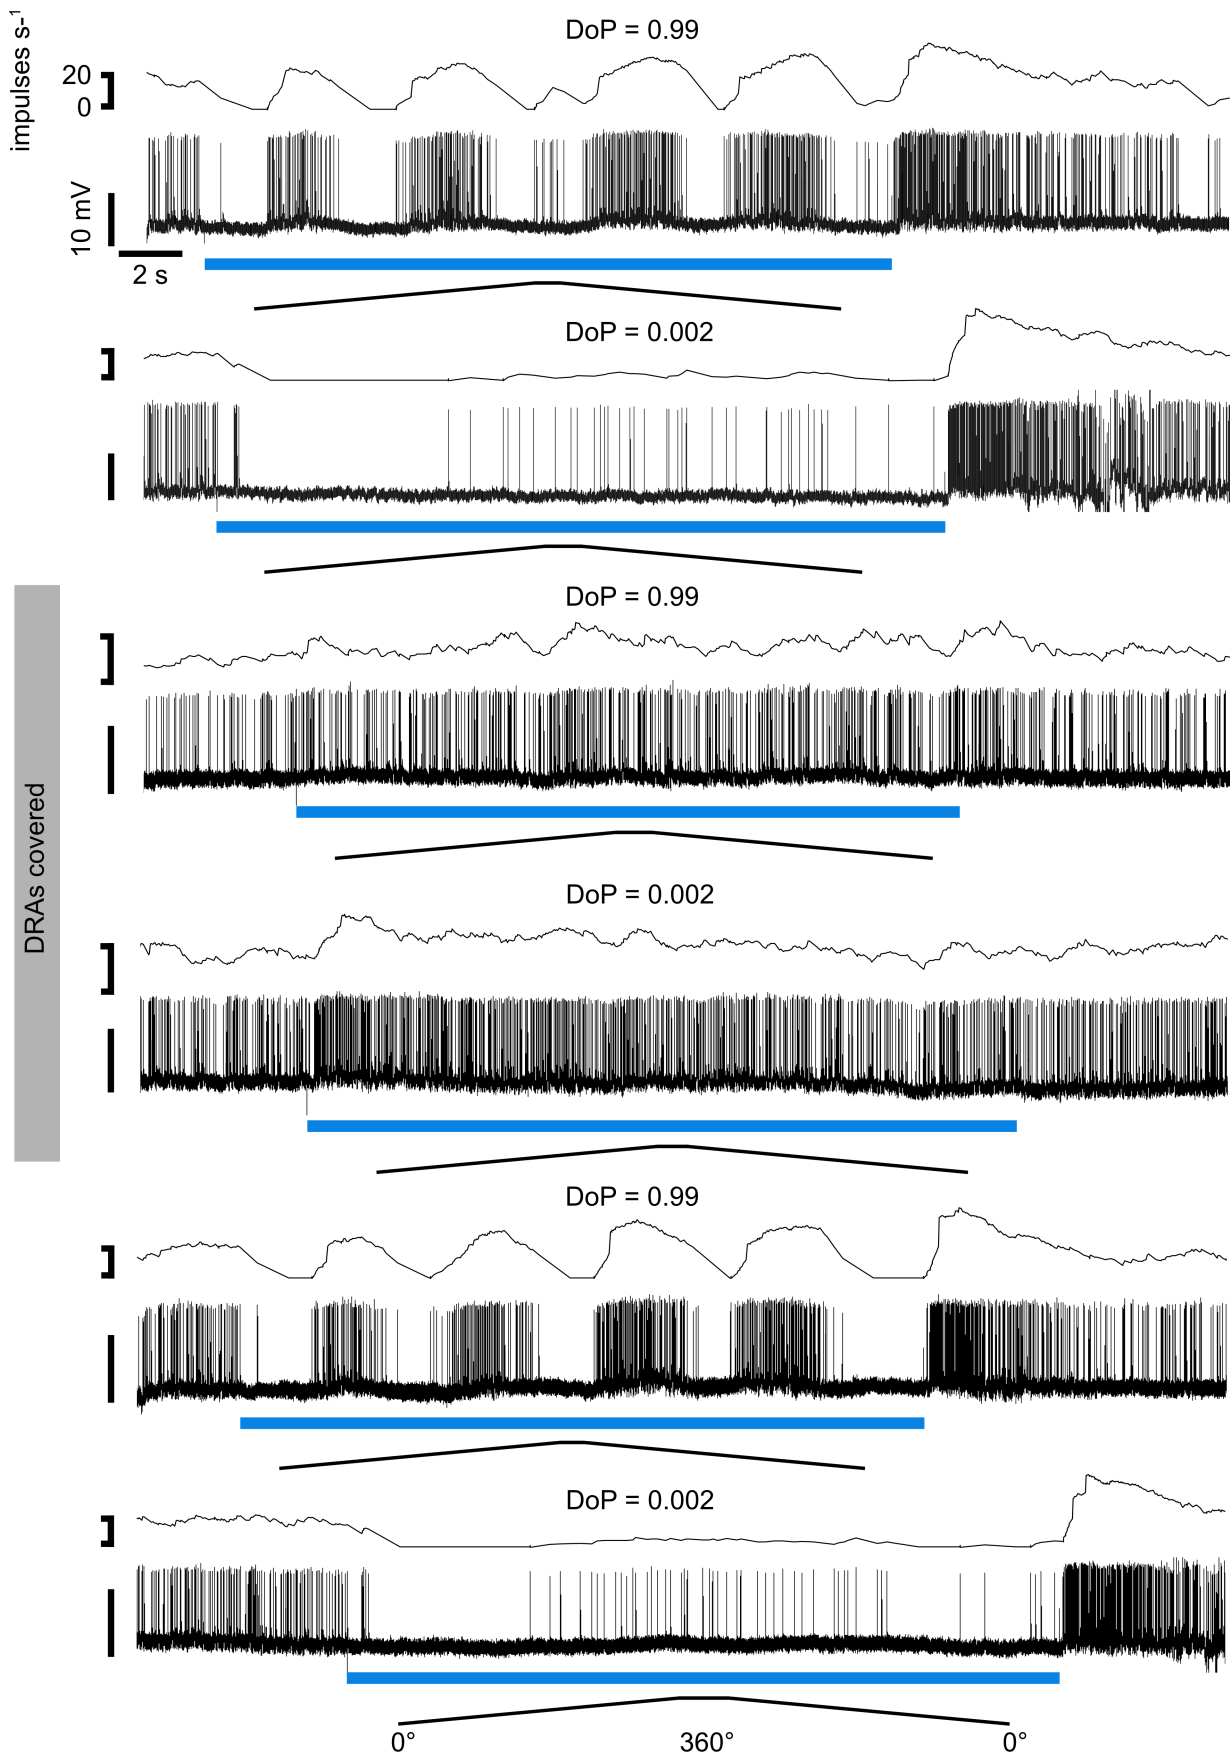 impulses s-1
DoP = 0.99
20
0
10 mV
2 s
DoP = 0.002
DRAs covered
DoP = 0.99
DoP = 0.002
DoP = 0.99
DoP = 0.002
0° 360° 0°